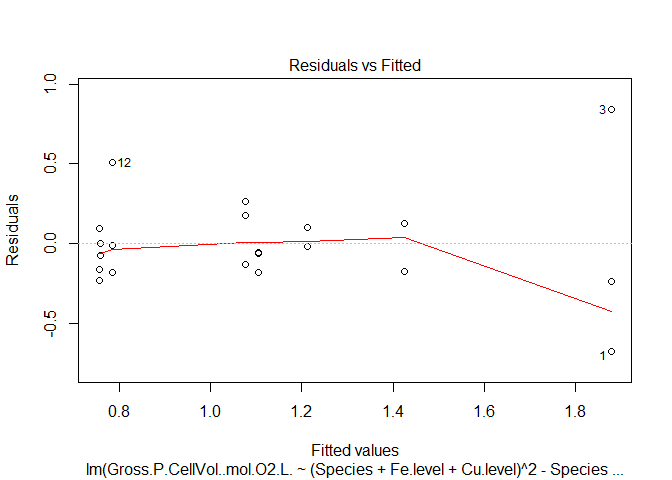 Residuals vs Fitted
1.0
0.5
0.0
-0.5
Residuals
3
12
1
0.8 1.0 1.2 1.4 1.6 1.8
Fitted values
lm(Gross.P.CellVol..mol.O2.L. ~ (Species + Fe.level + Cu.level)^2 - Species ...